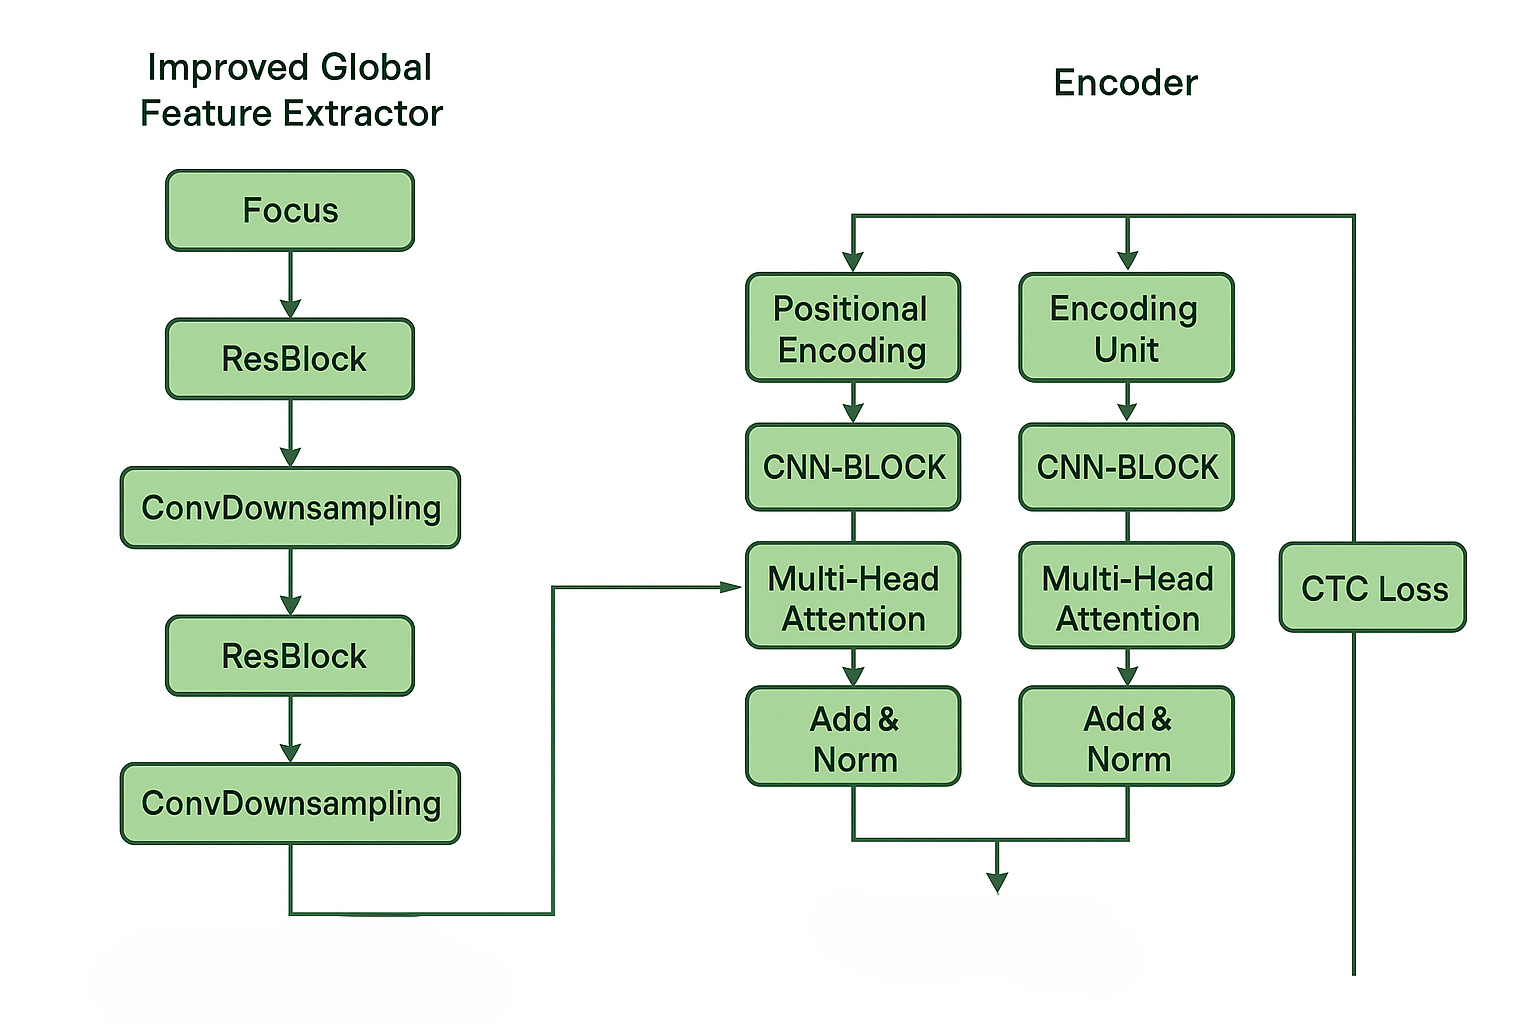 Improved Global
Feature Extractor
Focus
ResBlock
ConvDownsampling
ResBlock
ConvDownsampling
Encoder
Positional
Encoding
CNN-BLOCK
Multi-Head
Attention
Add &
Norm
Encoding
Unit
CNN-BLOCK
Multi-Head
Attention
Add &
Norm
CTC Loss